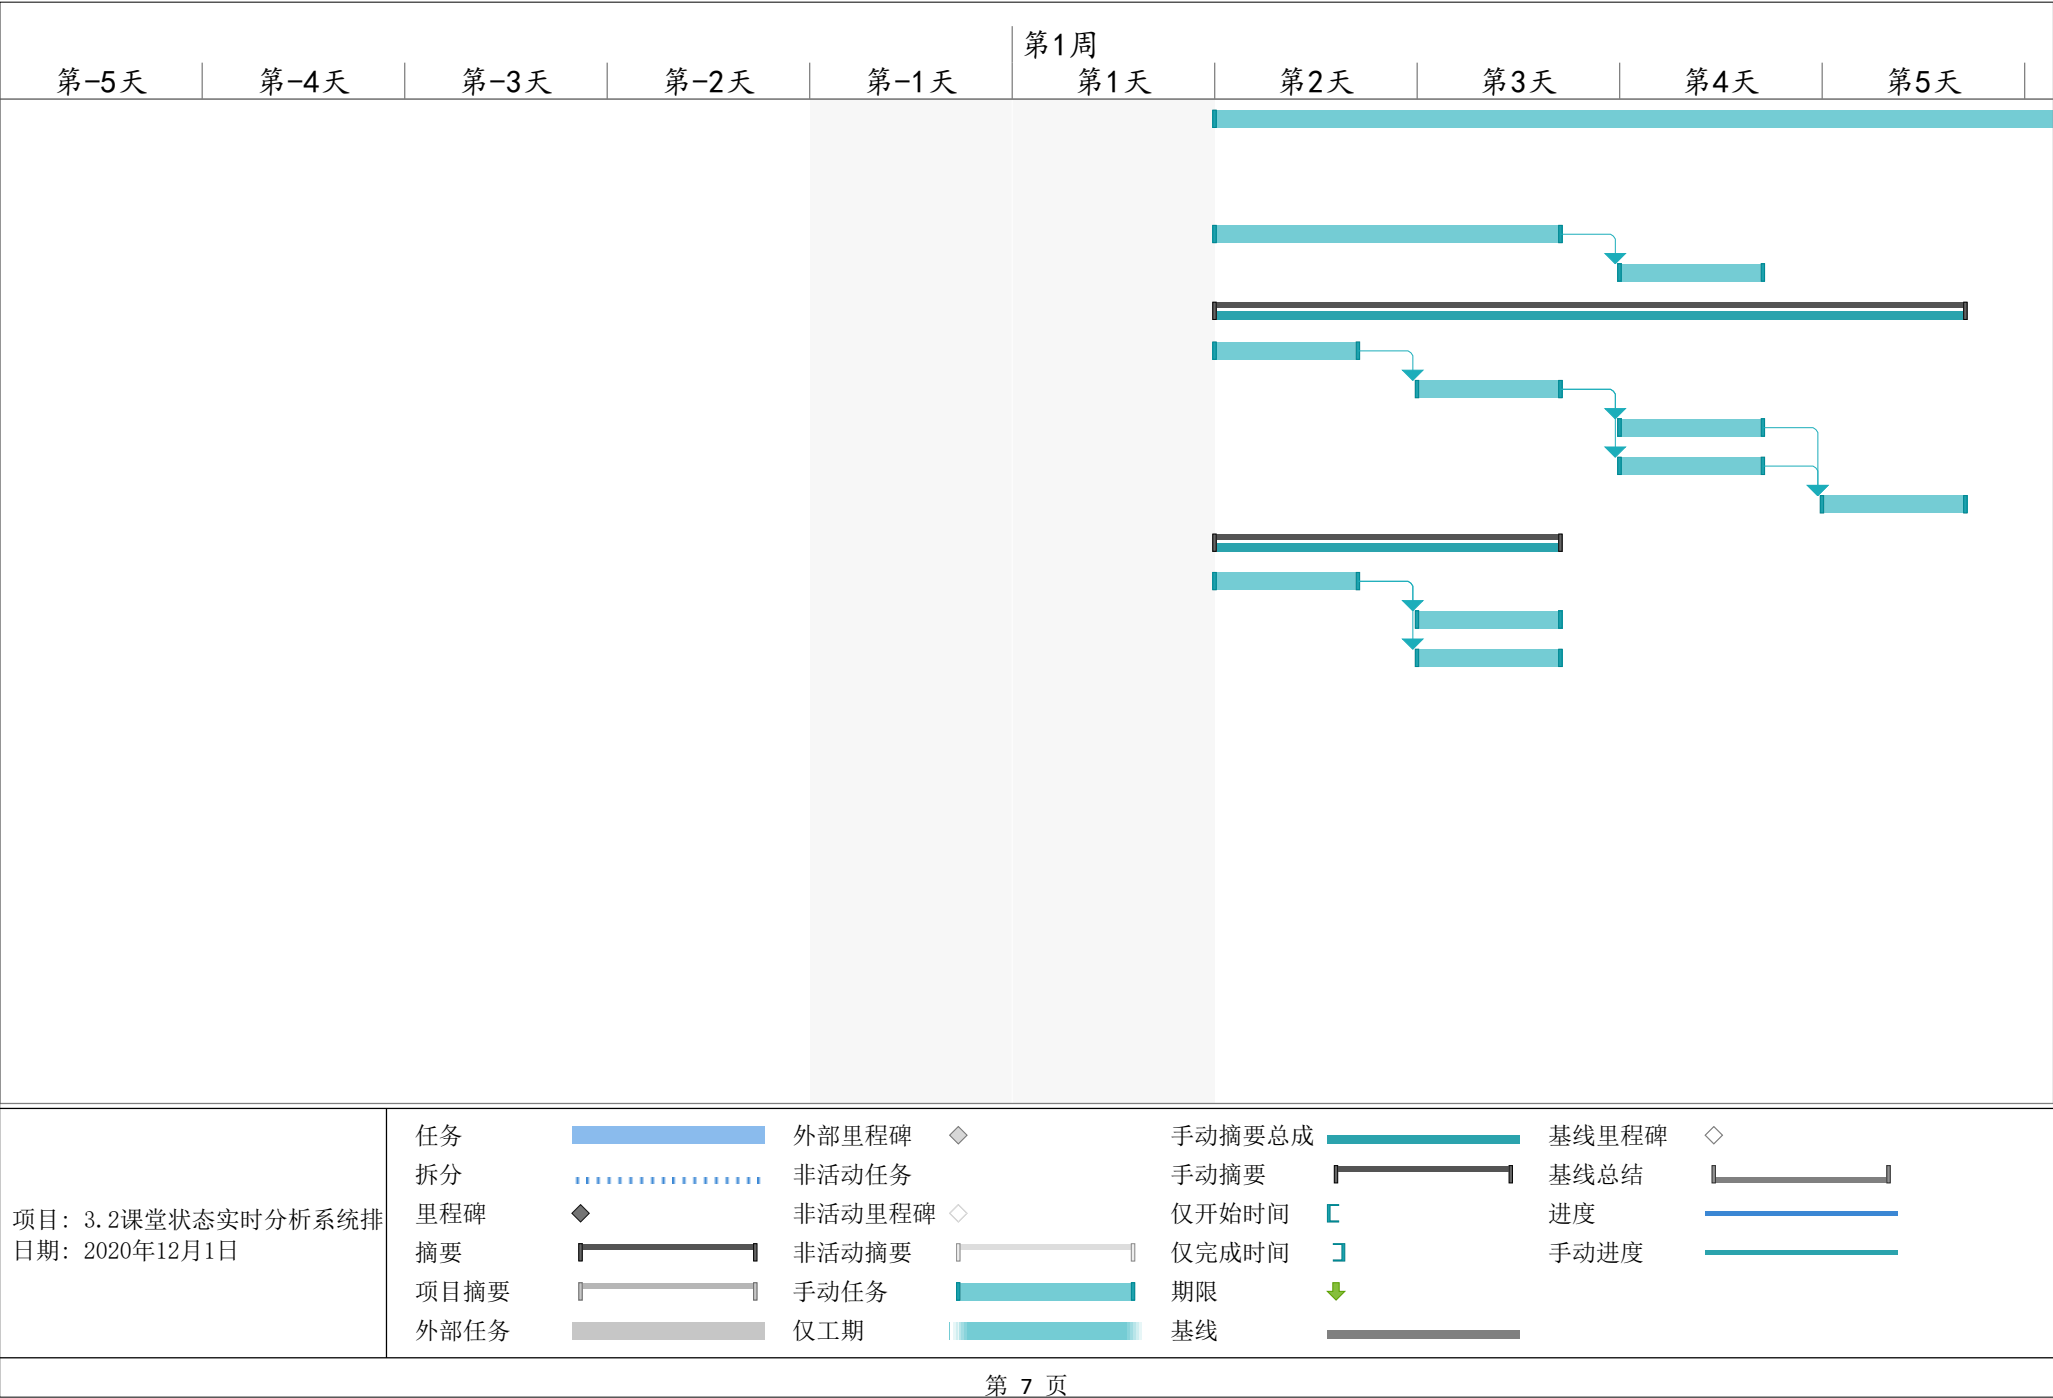 第1周
第-5天 第-4天 第-3天 第-2天 第-1天 第1天 第2天 第3天 第4天 第5天
项目: 3.2课堂状态实时分析系统排
日期: 2020年12月1日
任务
拆分
里程碑
摘要
项目摘要
外部任务
外部里程碑
非活动任务
非活动里程碑
非活动摘要
手动任务
仅工期
手动摘要总成
手动摘要
仅开始时间
仅完成时间
期限
基线
基线里程碑
基线总结
进度
手动进度
第 7 页